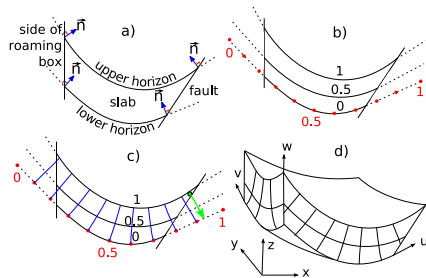 side of
roaming
box
n
a)
n
n
n
upper horizon
slab
fault
lower horizon
b)
0
1
0.5
0
0.5
1
c)
0
1
0.5
0
0.5
1
d)
w
v
u
y
z
x